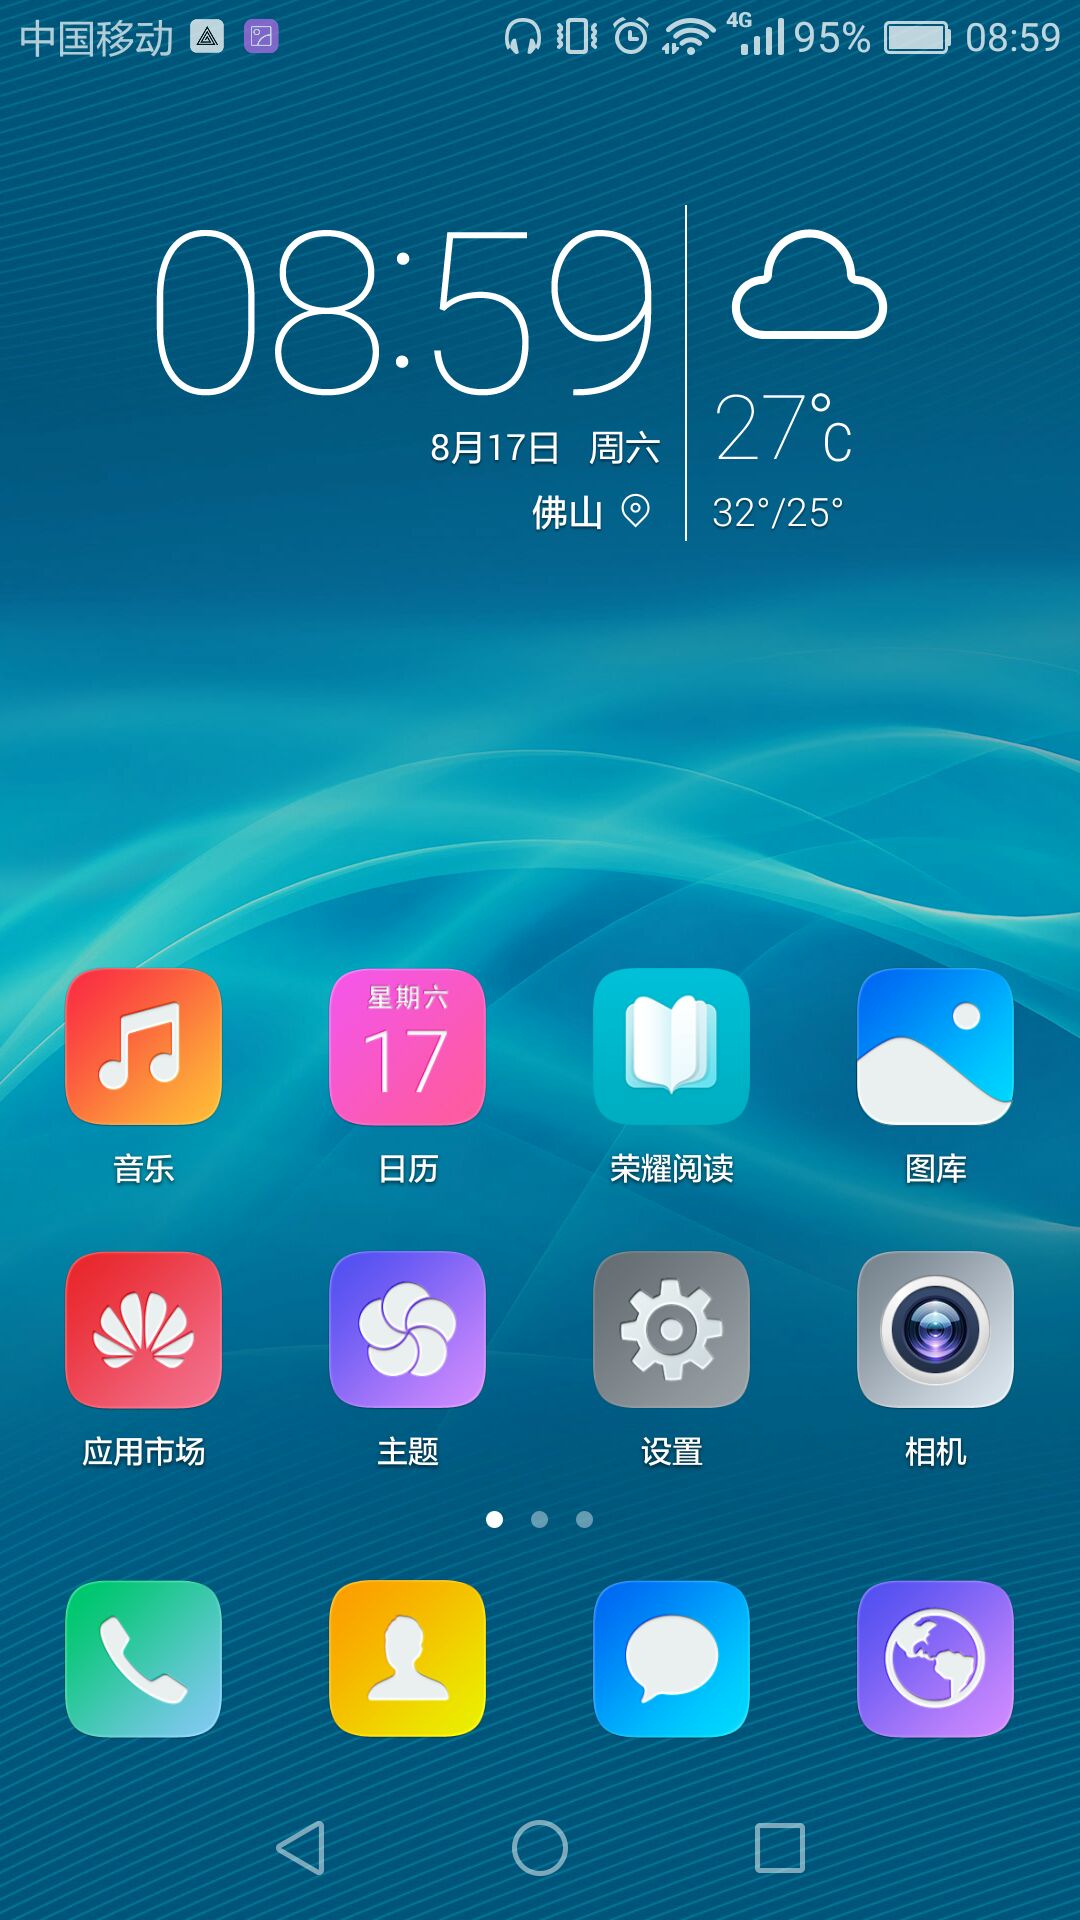 中国移动 4G 95% 08:59
08:59
8月17日 周六
佛山
27°C
32°/25°
星期六
17
音乐 日历 荣耀阅读 图库
应用市场 主题 设置 相机